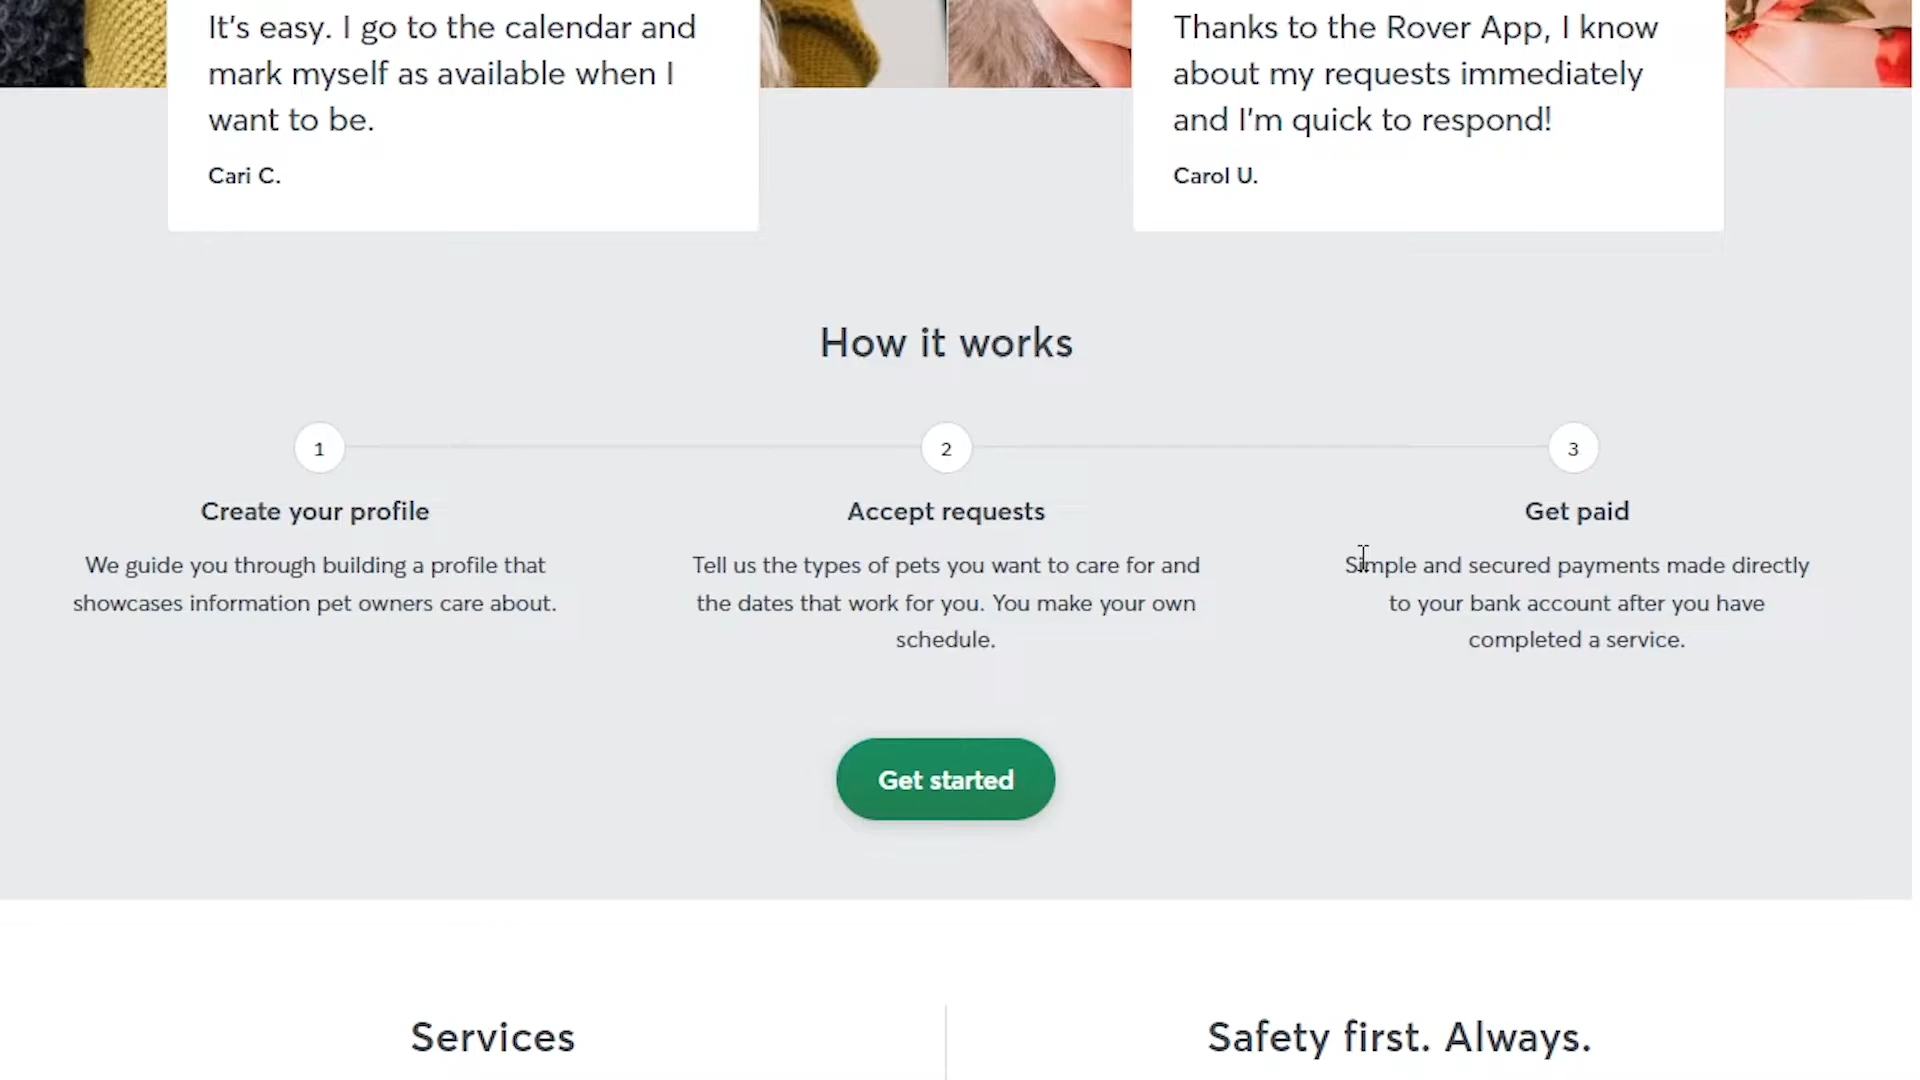 It's easy. I go to the calendar and
mark myself as available when I
want to be.
Cari C.
Thanks to the Rover App, I know
about my requests immediately
and I'm quick to respond!
Carol U.
How it works
1
2
3
Create your profile
We guide you through building a profile that
showcases information pet owners care about.
Accept requests
Tell us the types of pets you want to care for and
the dates that work for you. You make your own
schedule.
Get paid
Simple and secured payments made directly
to your bank account after you have
completed a service.
Get started
Services
Safety first. Always.